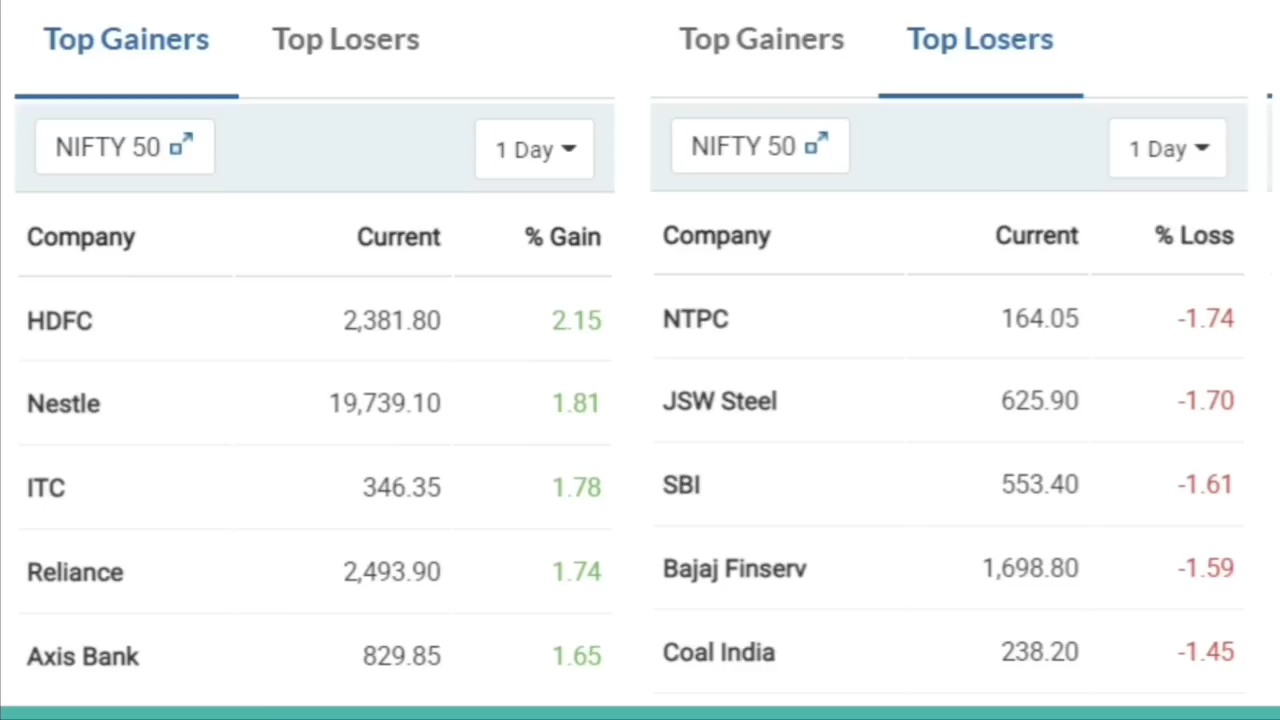 Top Gainers Top Losers
NIFTY 50 1 Day
Company Current % Gain
HDFC 2,381.80 2.15
Nestle 19,739.10 1.81
ITC 346.35 1.78
Reliance 2,493.90 1.74
Axis Bank 829.85 1.65
Top Gainers Top Losers
NIFTY 50 1 Day
Company Current % Loss
NTPC 164.05 -1.74
JSW Steel 625.90 -1.70
SBI 553.40 -1.61
Bajaj Finserv 1,698.80 -1.59
Coal India 238.20 -1.45